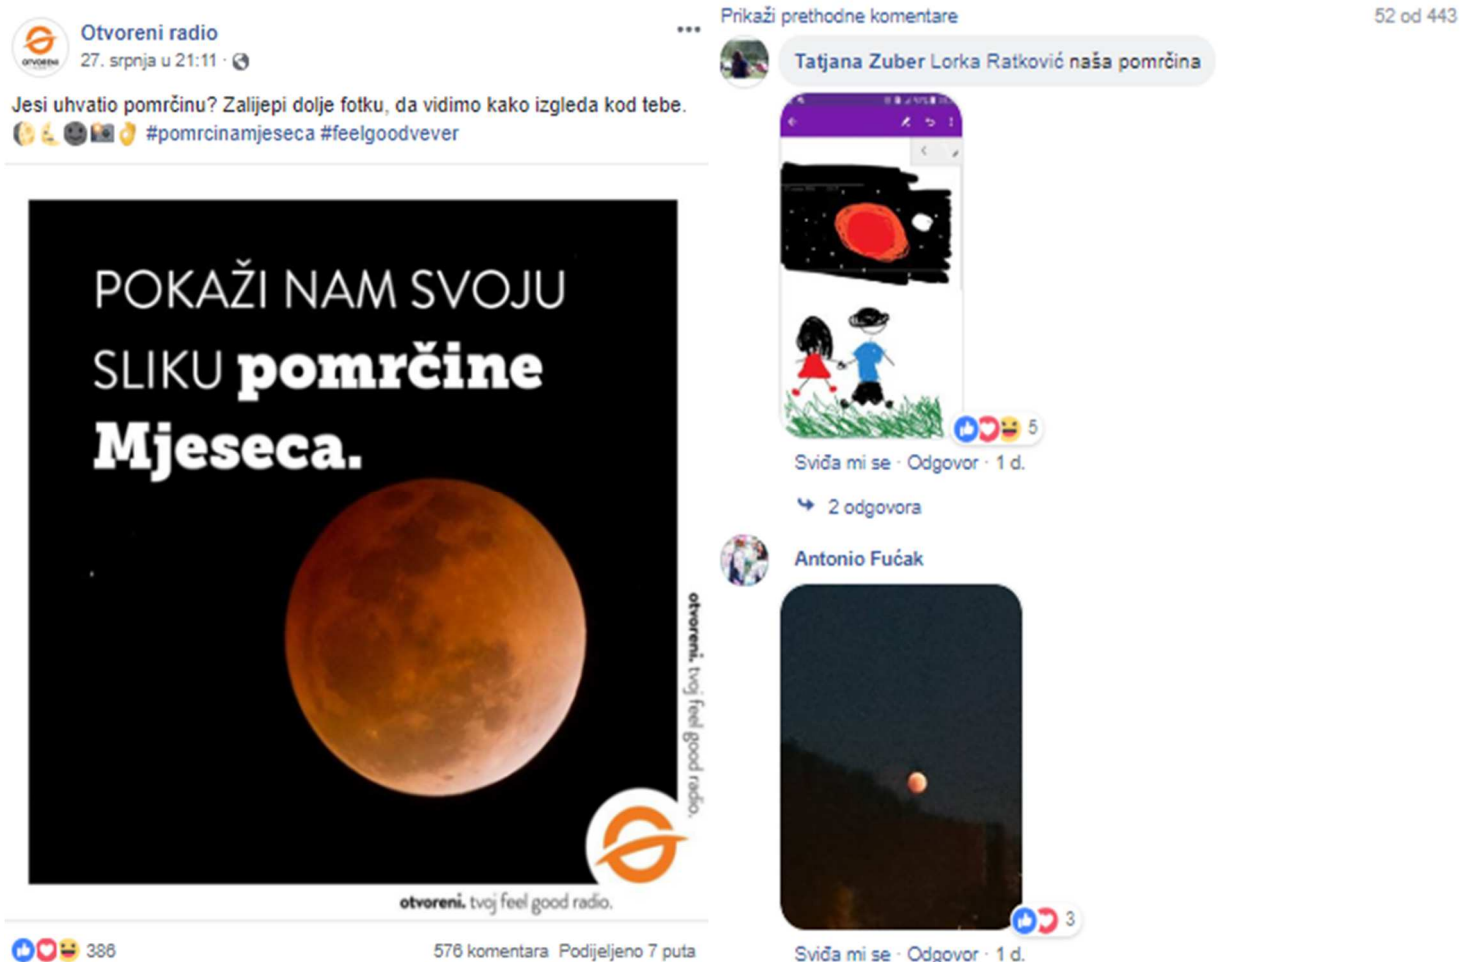 Otvoreni radio
27. srpnja u 21:11 ·
Jesi uhvatio pomrčinu? Zalijepi dolje fotku, da vidimo kako izgleda kod tebe.
#pomrcinamjeseca #feelgoodvever
POKAŽI NAM SVOJU
SLIKU pomrčine
Mjeseca.
otvoreni. tvoj feel good radio.
otvoreni. tvoj feel good radio.
386
576 komentara Podijeljeno 7 puta
Prikaži prethodne komentare
52 od 443
Tatjana Zuber Lorka Ratković naša pomrčina
5
Sviđa mi se · Odgovor · 1 d.
2 odgovora
Antonio Fućak
3
Sviđa mi se · Odgovor · 1 d.